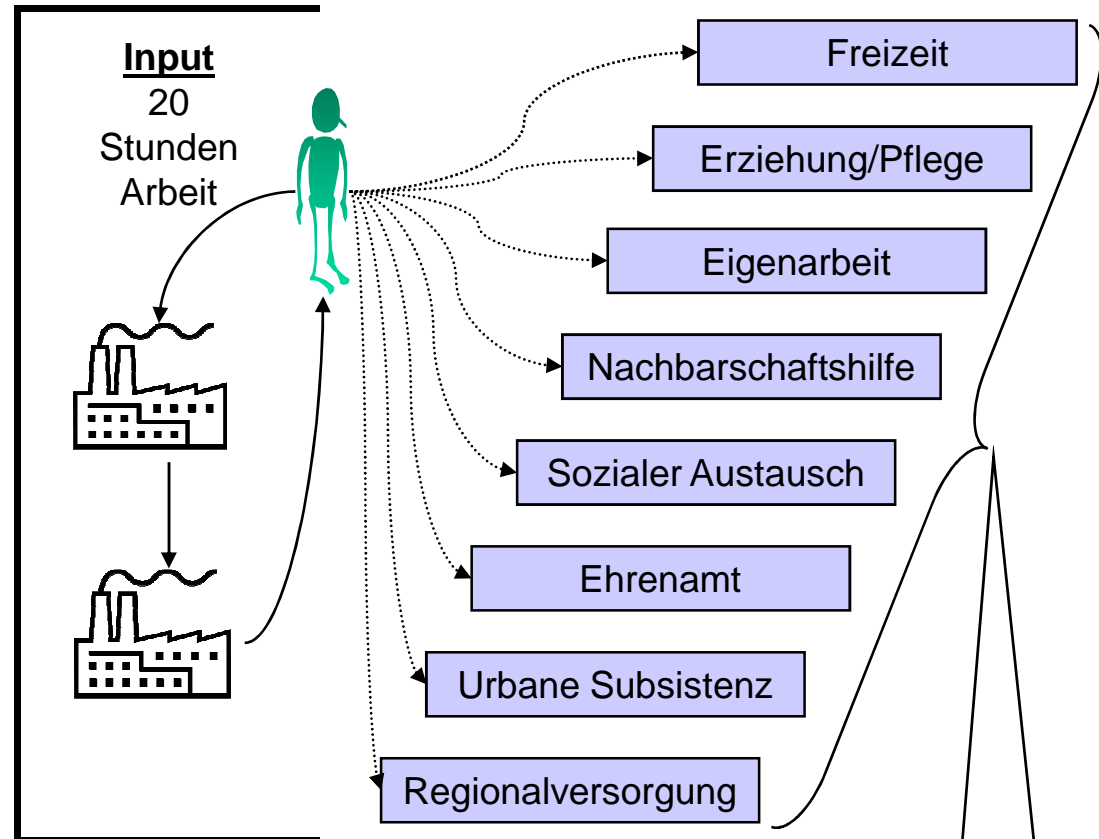 Input
20
Stunden
Arbeit
Freizeit
Erziehung/Pflege
Eigenarbeit
Nachbarschaftshilfe
Sozialer Austausch
Ehrenamt
Urbane Subsistenz
Regionalversorgung